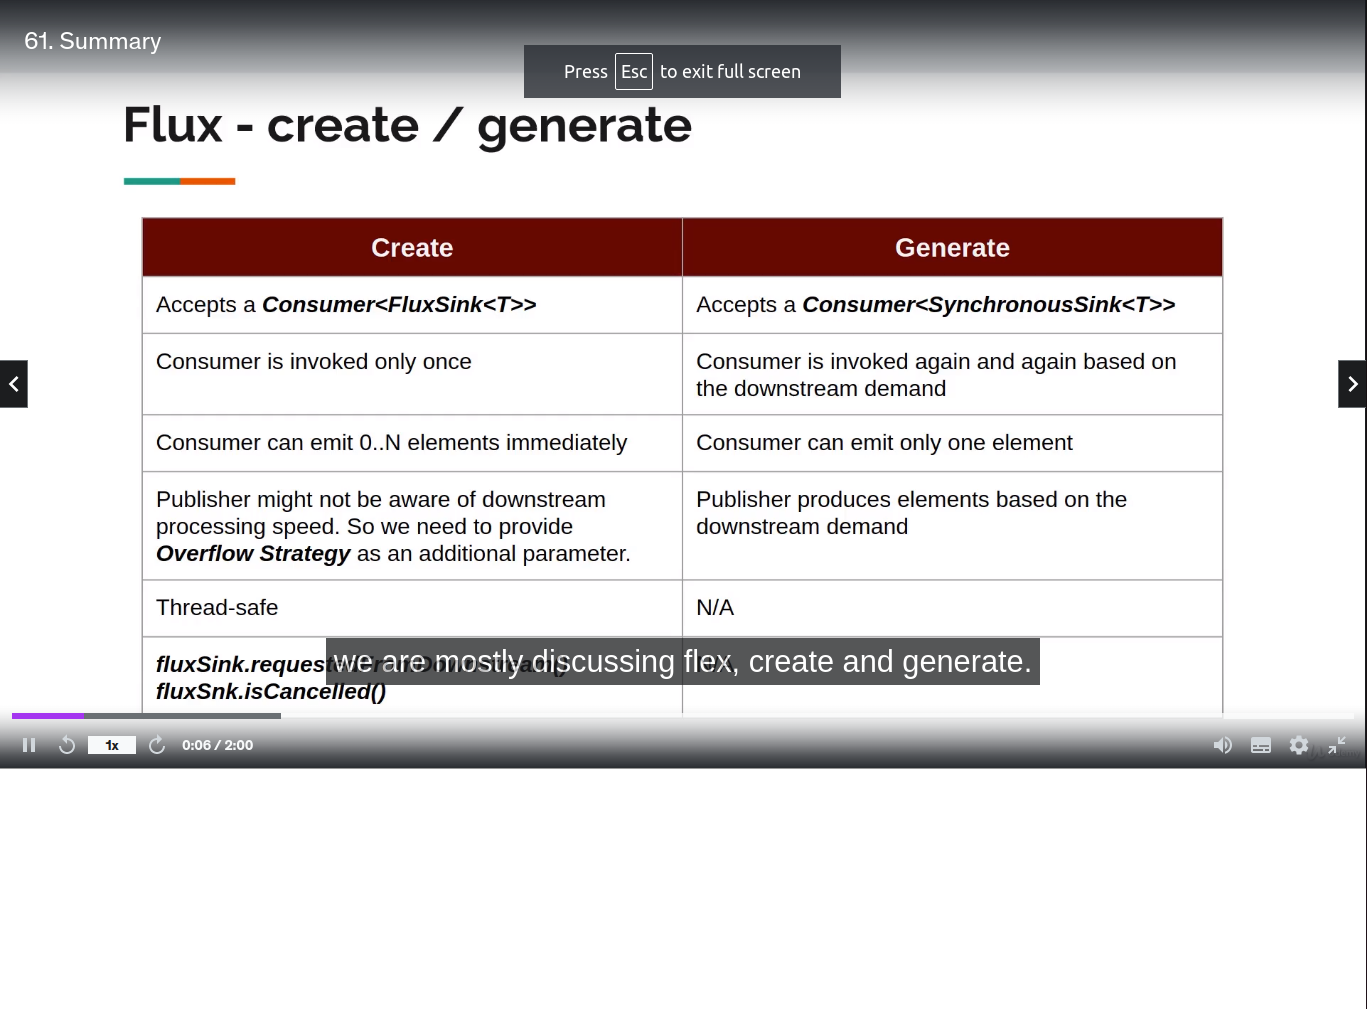 61. Summary
Press Esc to exit full screen
Flux - create / generate
Create
Generate
Accepts a Consumer<FluxSink<T>>
Accepts a Consumer<SynchronousSink<T>>
Consumer is invoked only once
Consumer is invoked again and again based on
the downstream demand
Consumer can emit 0..N elements immediately
Consumer can emit only one element
Publisher might not be aware of downstream
processing speed. So we need to provide
Overflow Strategy as an additional parameter.
Publisher produces elements based on the
downstream demand
Thread-safe
N/A
fluxSink.requestedFromDownstream()
fluxSnk.isCancelled()
N/A
we are mostly discussing flux, create and generate.
1x
0:06 / 2:00